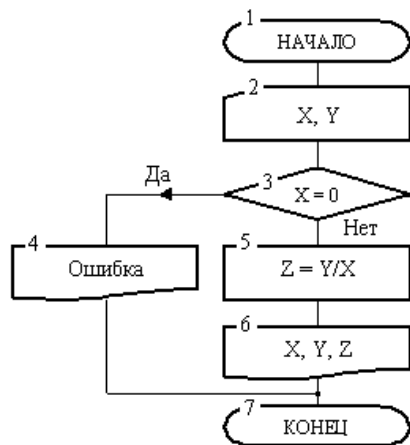 1
НАЧАЛО
2
X, Y
3
X = 0
Да
Нет
4
Ошибка
5
Z = Y/X
6
X, Y, Z
7
КОНЕЦ